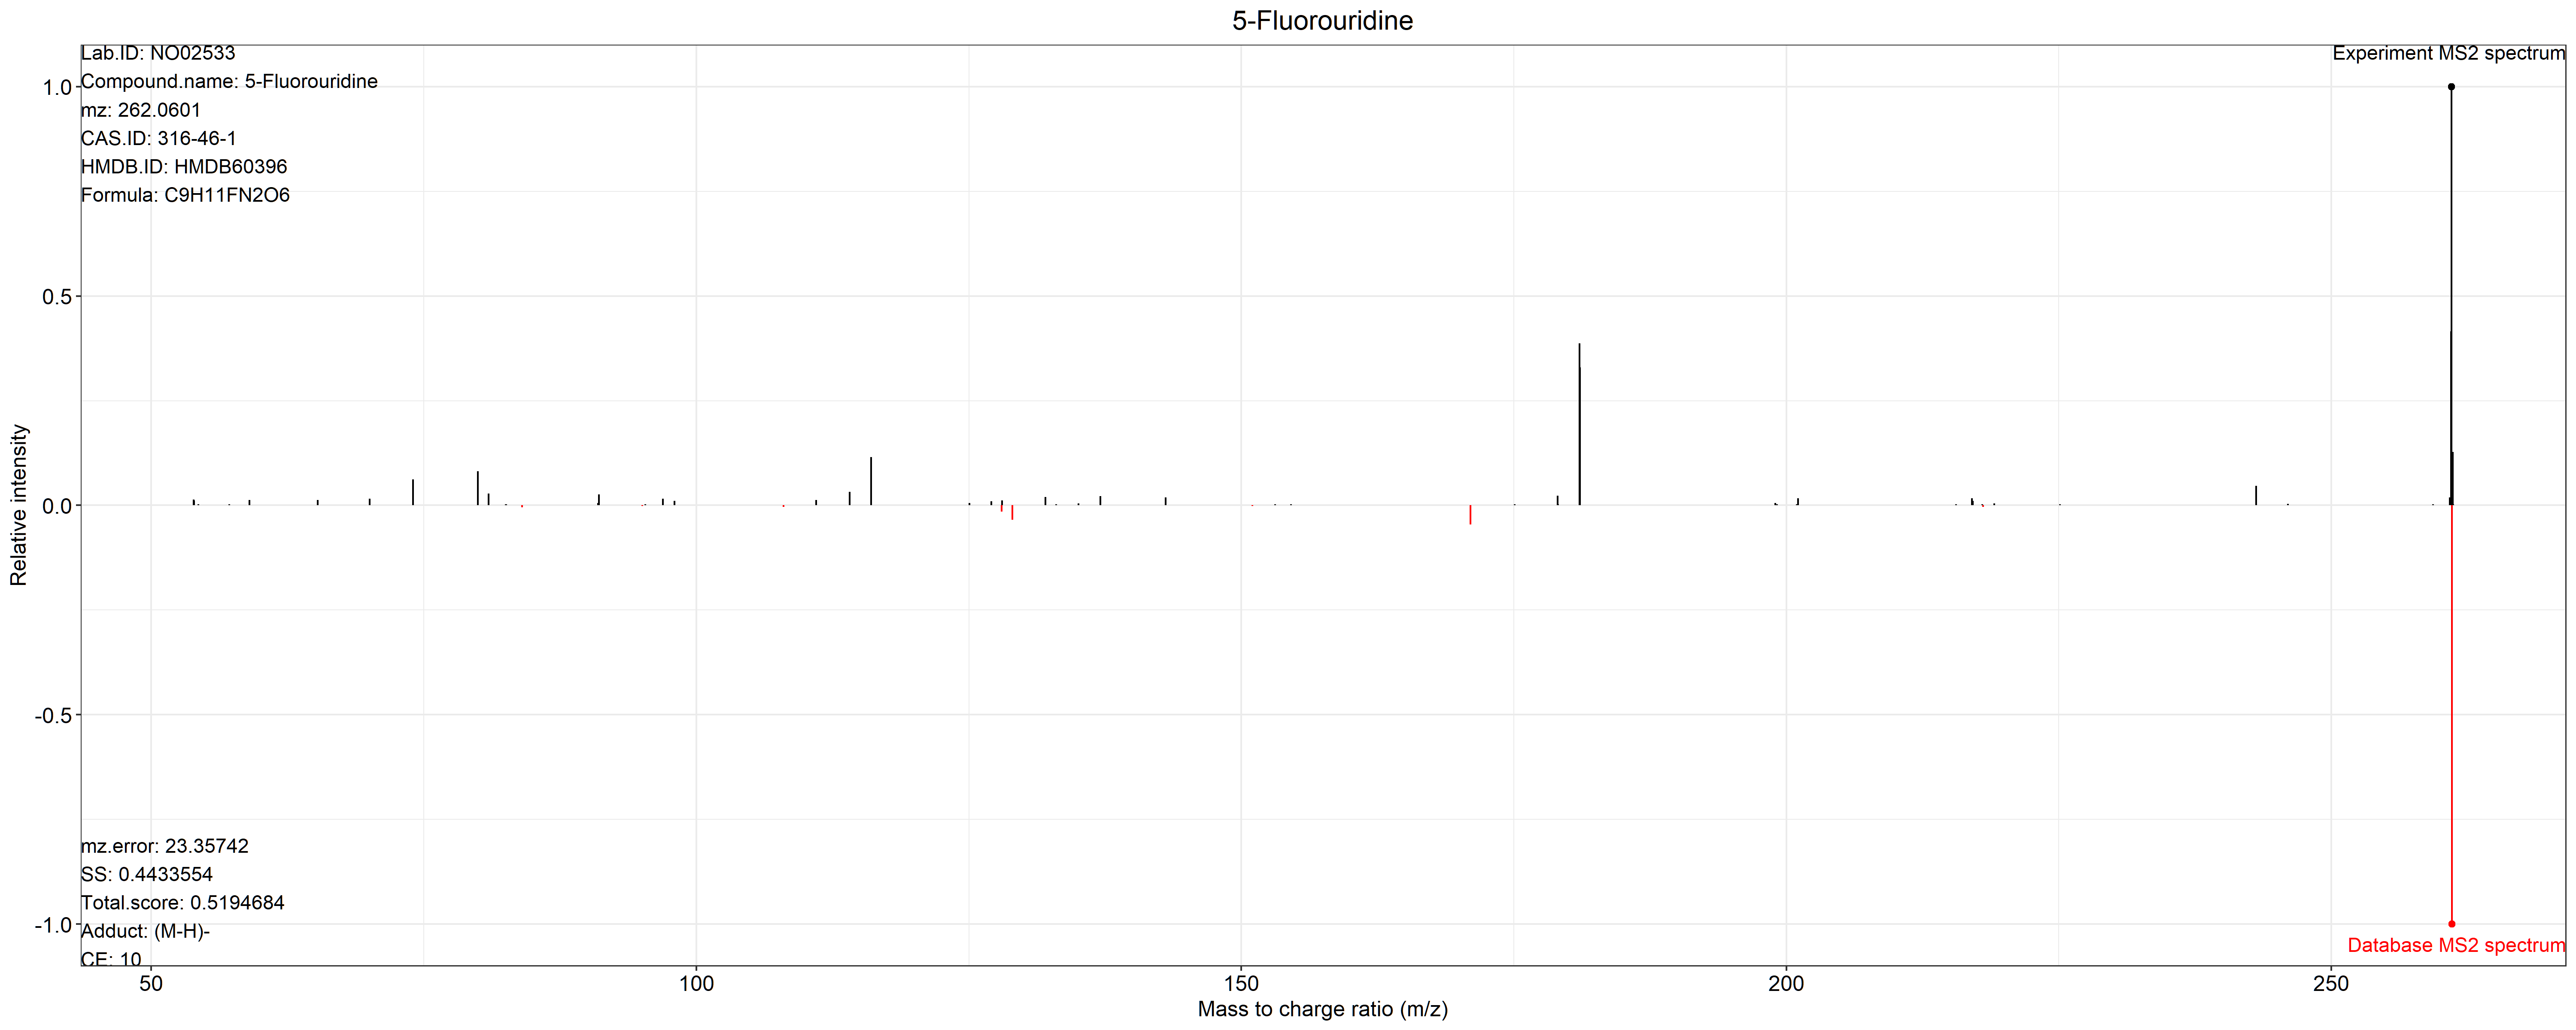 5-Fluorouridine
Lab.ID: NO02533
Compound.name: 5-Fluorouridine
mz: 262.0601
CAS.ID: 316-46-1
HMDB.ID: HMDB60396
Formula: C9H11FN2O6
Experiment MS2 spectrum
1.0
0.5
0.0
-0.5
-1.0
Relative intensity
mz.error: 23.35742
SS: 0.4433554
Total.score: 0.5194684
Adduct: (M-H)-
CE: 10
Database MS2 spectrum
50 100 150 200 250
Mass to charge ratio (m/z)